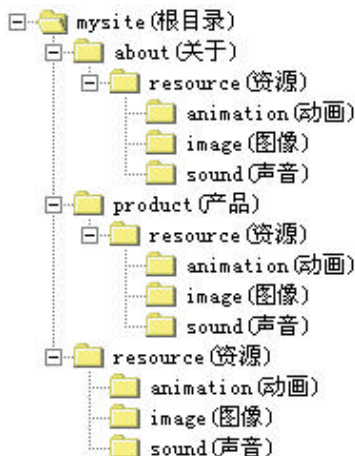 mysite(根目录)
about(关于)
resource(资源)
animation(动画)
image(图像)
sound(声音)
product(产品)
resource(资源)
animation(动画)
image(图像)
sound(声音)
resource(资源)
animation(动画)
image(图像)
sound(声音)